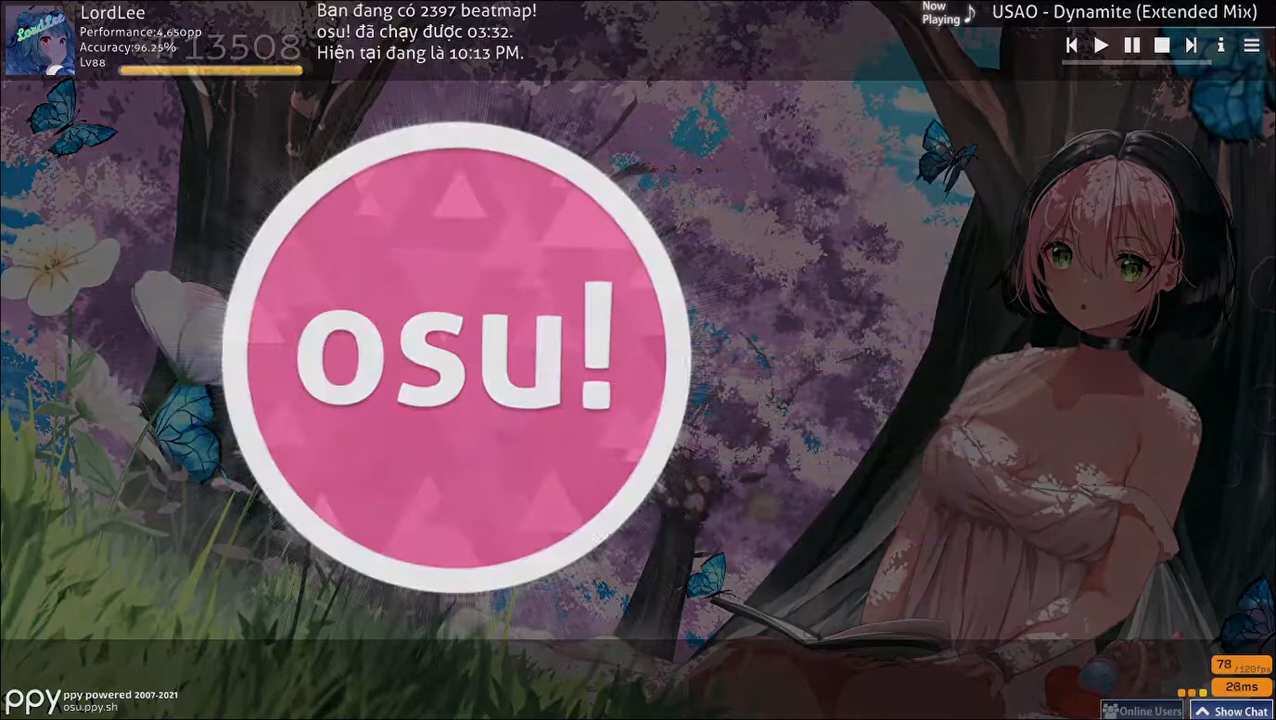 LordLee
Performance:4,650pp
Accuracy:96.25%
Lv88
#13508
LordLee
Bạn đang có 2397 beatmap!
osu! đã chạy được 03:32.
Hiện tại đang là 10:13 PM.
Now
Playing
USAO - Dynamite (Extended Mix)
osu!
ppy
ppy powered 2007-2021
osu.ppy.sh
78 /120fps
26ms
Online Users
Show Chat